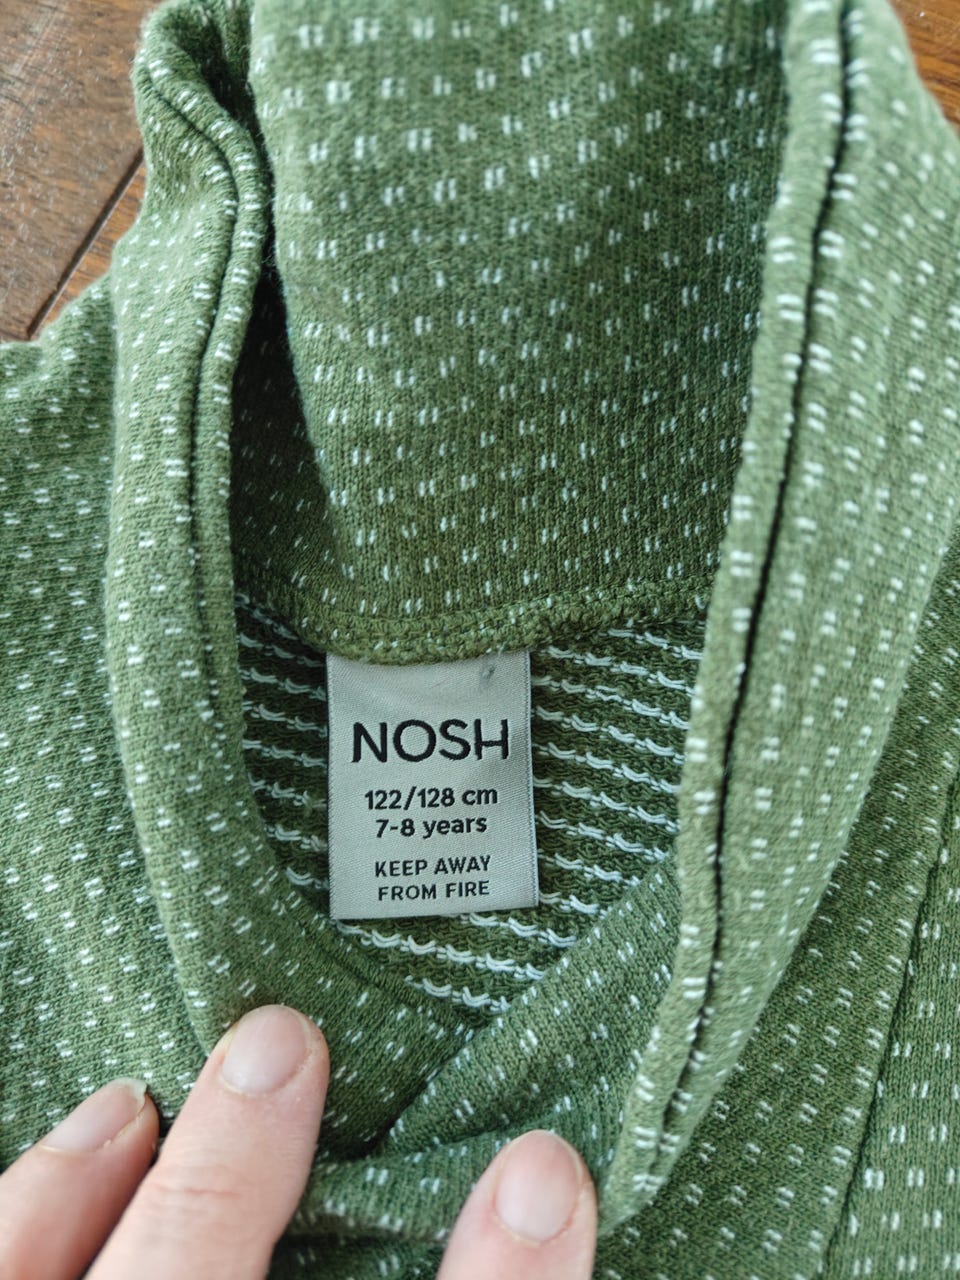 NOSH
122/128 cm
7-8 years
KEEP AWAY
FROM FIRE